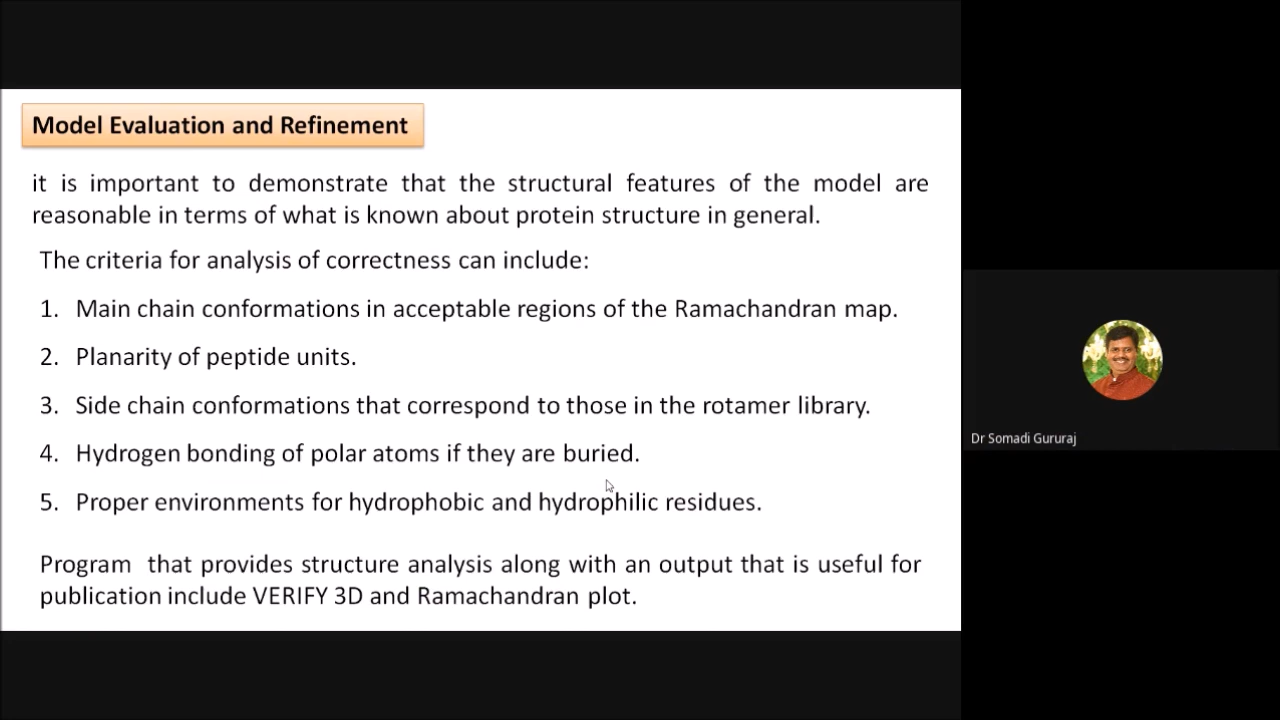 Model Evaluation and Refinement
it is important to demonstrate that the structural features of the model are
reasonable in terms of what is known about protein structure in general.
The criteria for analysis of correctness can include:
1. Main chain conformations in acceptable regions of the Ramachandran map.
2. Planarity of peptide units.
3. Side chain conformations that correspond to those in the rotamer library.
4. Hydrogen bonding of polar atoms if they are buried.
5. Proper environments for hydrophobic and hydrophilic residues.
Program that provides structure analysis along with an output that is useful for
publication include VERIFY 3D and Ramachandran plot.
Dr Somadi Gururaj